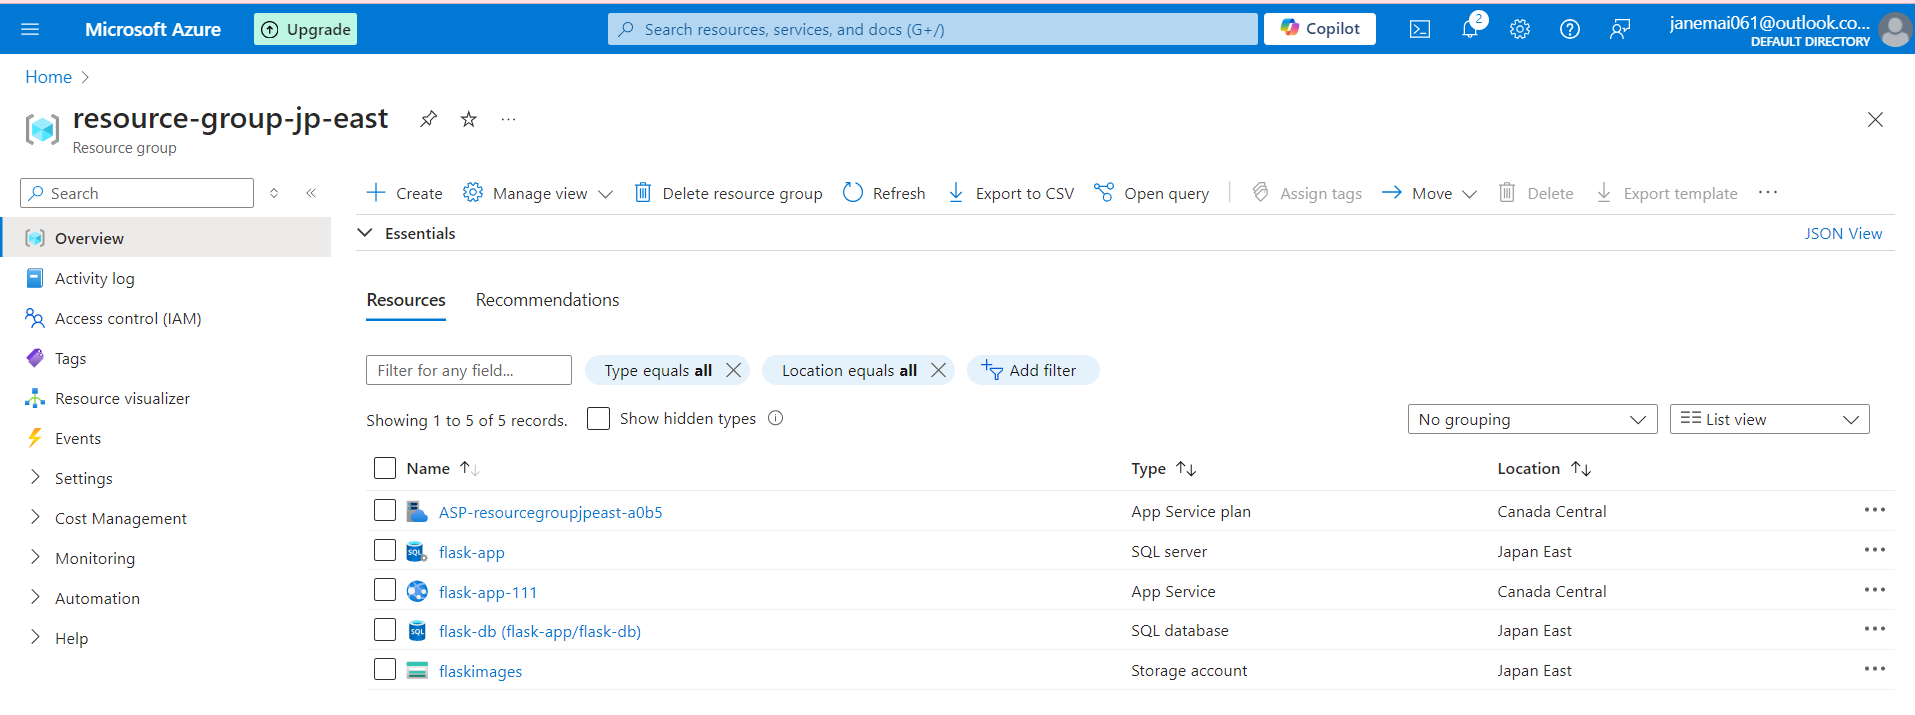 Microsoft Azure Upgrade Search resources, services, and docs (G+/) Copilot 2 janemai061@outlook.co...
DEFAULT DIRECTORY
Home
resource-group-jp-east
Resource group
Search
Create Manage view Delete resource group Refresh Export to CSV Open query Assign tags Move Delete Export template
Essentials JSON View
Overview
Activity log
Access control (IAM)
Tags
Resource visualizer
Events
Settings
Cost Management
Monitoring
Automation
Help
Resources Recommendations
Filter for any field... Type equals all Location equals all Add filter
Showing 1 to 5 of 5 records. Show hidden types No grouping List view
Name Type Location
ASP-resourcegroupjpeast-a0b5 App Service plan Canada Central
SQL flask-app SQL server Japan East
flask-app-111 App Service Canada Central
SQL flask-db (flask-app/flask-db) SQL database Japan East
flaskimages Storage account Japan East